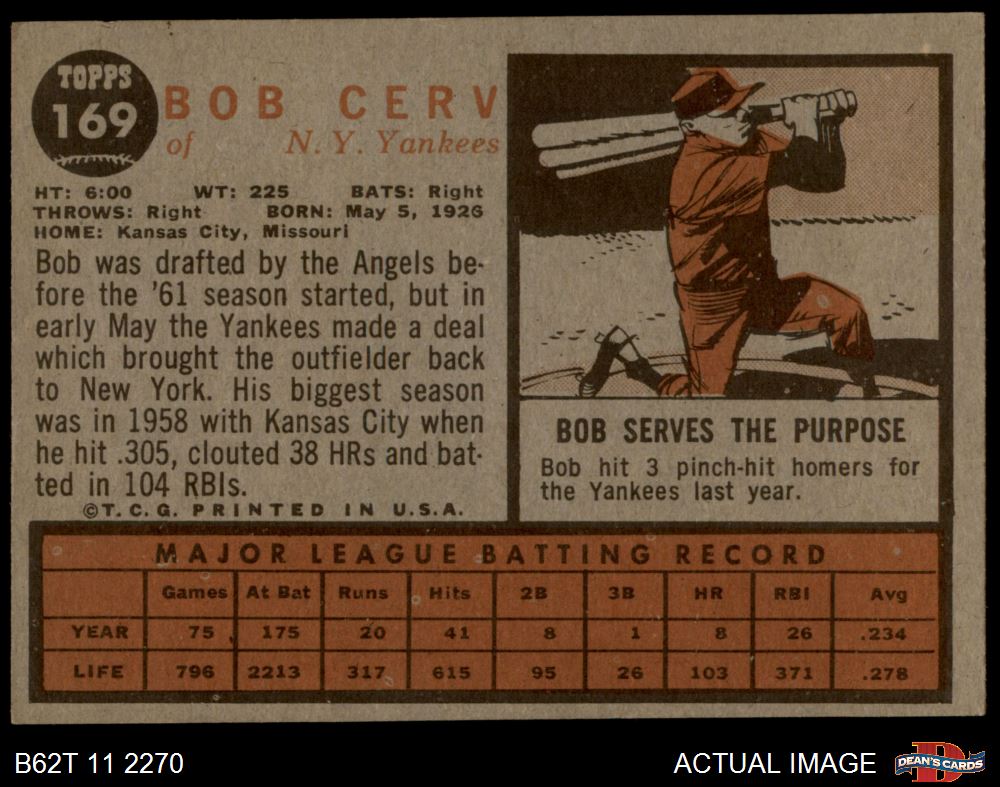 TOPPS
169
BOB CERV
of N. Y. Yankees
HT: 6:00 WT: 225 BATS: Right
THROWS: Right BORN: May 5, 1926
HOME: Kansas City, Missouri
Bob was drafted by the Angels be-
fore the '61 season started, but in
early May the Yankees made a deal
which brought the outfielder back
to New York. His biggest season
was in 1958 with Kansas City when
he hit .305, clouted 38 HRs and bat-
ted in 104 RBIs.
©T. C. G. PRINTED IN U.S.A.
BOB SERVES THE PURPOSE
Bob hit 3 pinch-hit homers for
the Yankees last year.
MAJOR LEAGUE BATTING RECORD
Games At Bat Runs Hits 2B 3B HR RBI Avg
YEAR 75 175 20 41 8 1 8 26 .234
LIFE 796 2213 317 615 95 26 103 371 .278
B62T 11 2270
ACTUAL IMAGE
D
DEAN'S CARDS